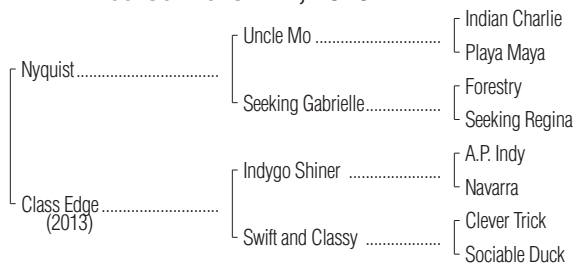 Indian Charlie
Uncle Mo ........................
Playa Maya
Nyquist ...........................
Forestry
Seeking Gabrielle ..............
Seeking Regina
A.P. Indy
Indygo Shiner .................
Navarra
Class Edge ......................
(2013)
Clever Trick
Swift and Classy ..............
Sociable Duck